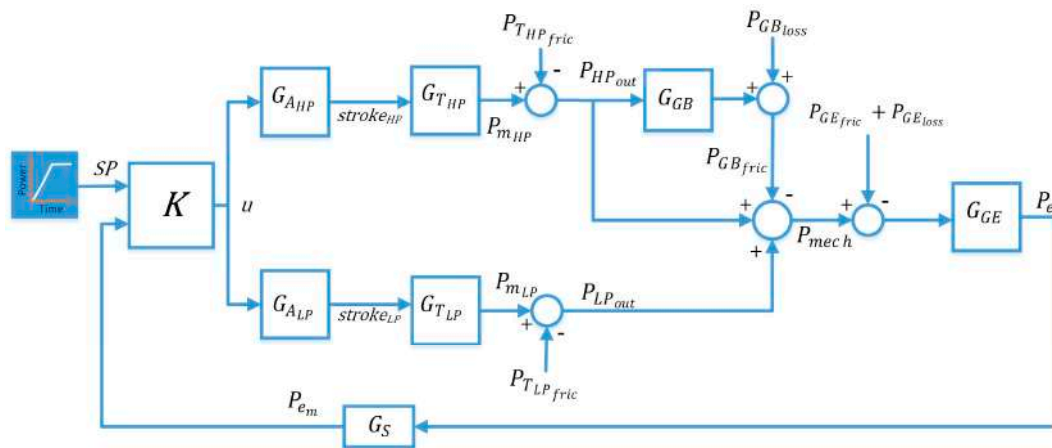 P_{T_{HP_{fric}}}
P_{GB_{loss}}
-
+
G_{A_{HP}}
stroke_{HP}
G_{T_{HP}}
+
P_{m_{HP}}
P_{HP_{out}}
G_{GB}
+
P_{GE_{fric}} + P_{GE_{loss}}
Power
Time
SP
K
u
P_{GB_{fric}}
-
+
+
P_{mech}
+
-
G_{GE}
P_e
G_{A_{LP}}
stroke_{LP}
G_{T_{LP}}
P_{m_{LP}}
+
-
P_{LP_{out}}
P_{T_{LP_{fric}}}
P_{e_m}
G_S